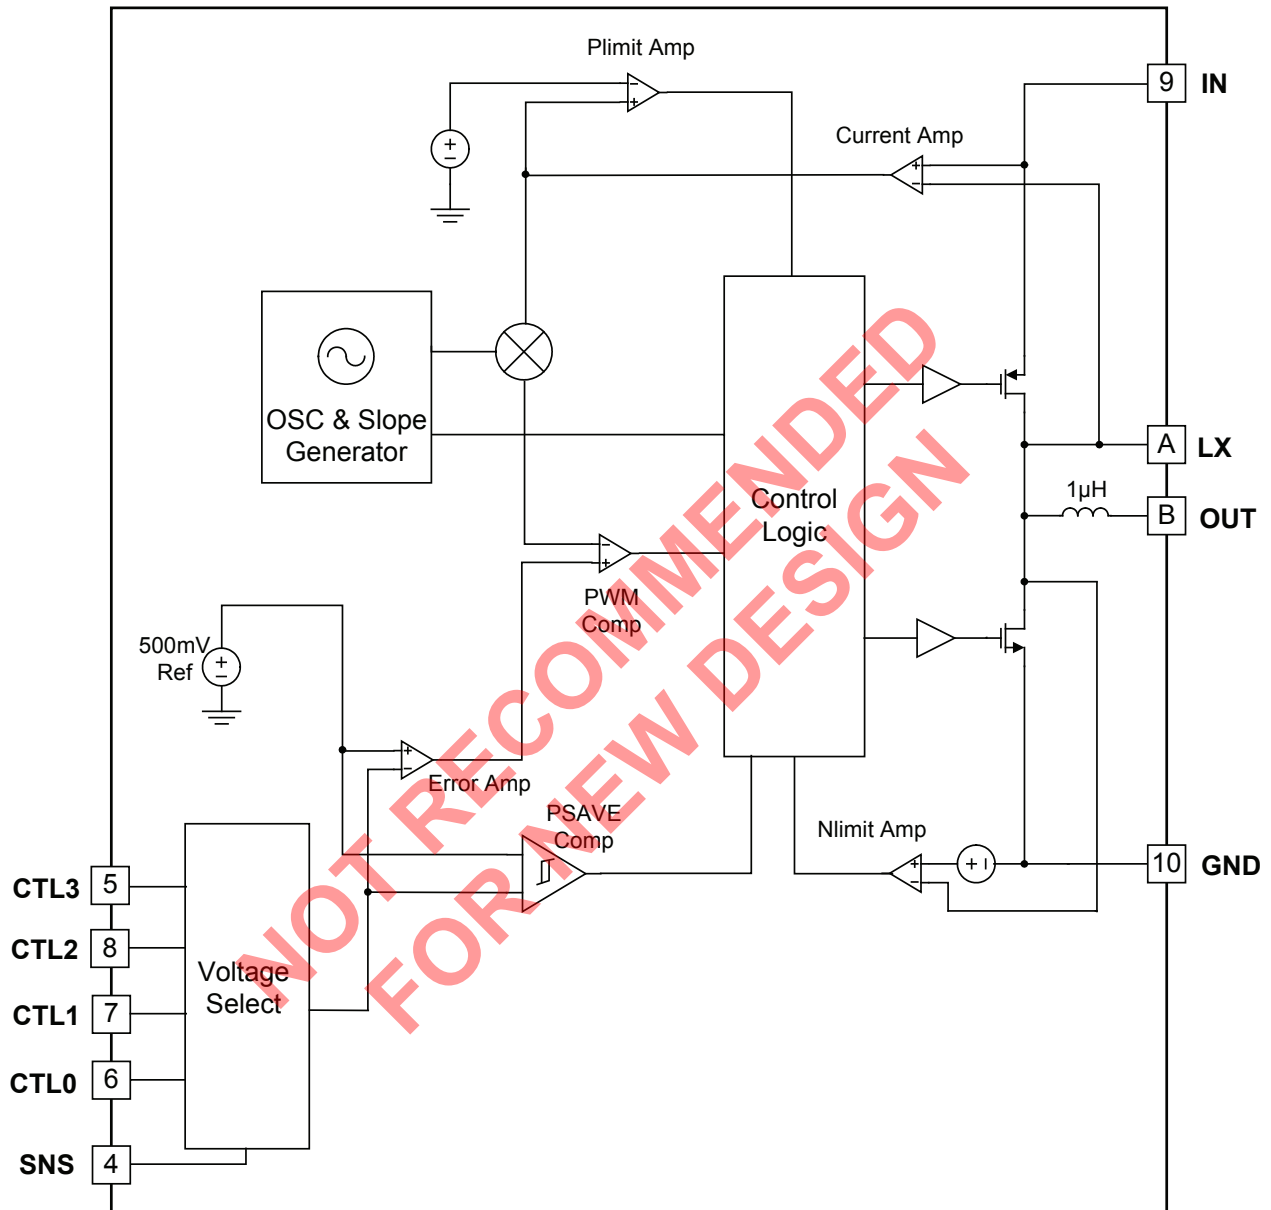 Plimit Amp
9 IN
Current Amp
OSC & Slope
Generator
A LX
1µH
B OUT
Control
Logic
PWM
Comp
500mV
Ref
Error Amp
PSAVE
Comp
Nlimit Amp
10 GND
CTL3 5
CTL2 8
CTL1 7
CTL0 6
SNS 4
Voltage
Select
NOT RECOMMENDED
FOR NEW DESIGN